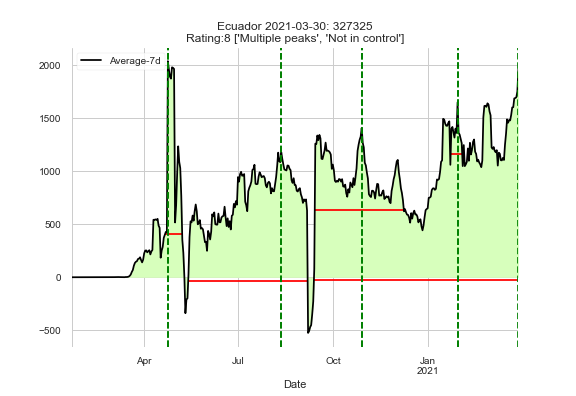 Ecuador 2021-03-30: 327325
Rating:8 ['Multiple peaks', 'Not in control']
Average-7d
2000
1500
1000
500
0
−500
Apr
Jul
Oct
Jan
2021
Date